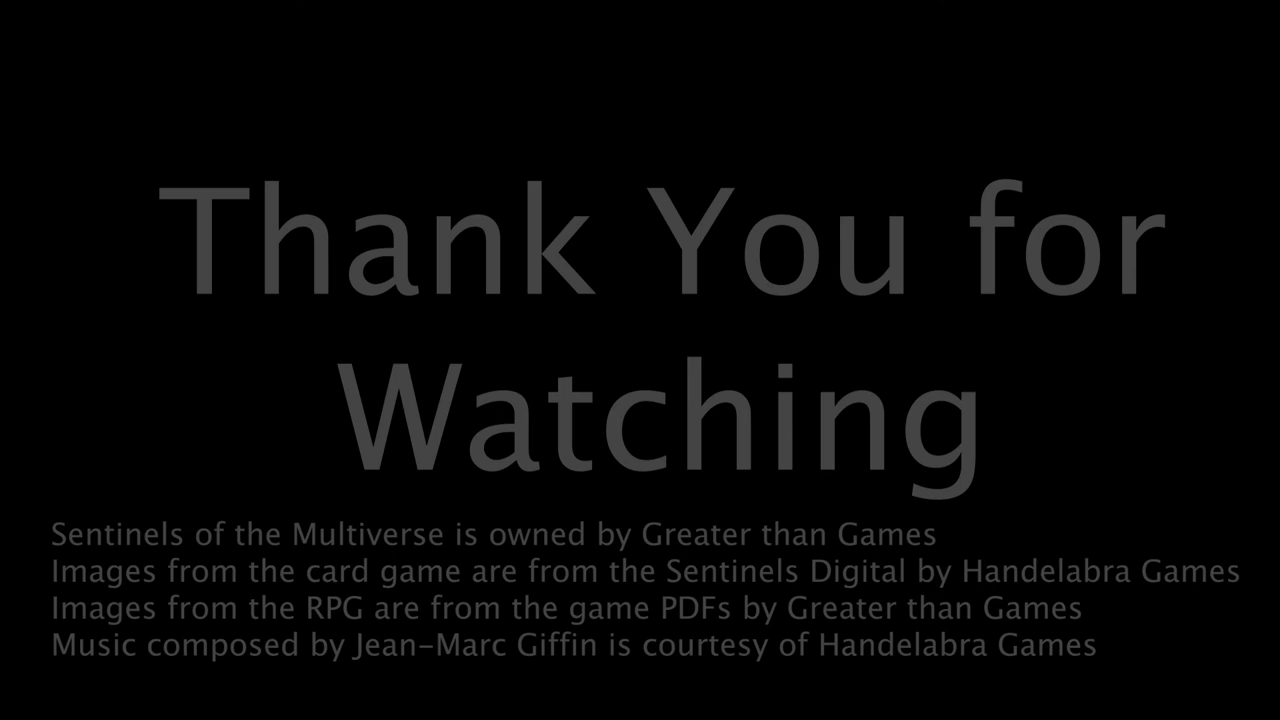 Thank You for
Watching
Sentinels of the Multiverse is owned by Greater than Games
Images from the card game are from the Sentinels Digital by Handelabra Games
Images from the RPG are from the game PDFs by Greater than Games
Music composed by Jean-Marc Giffin is courtesy of Handelabra Games